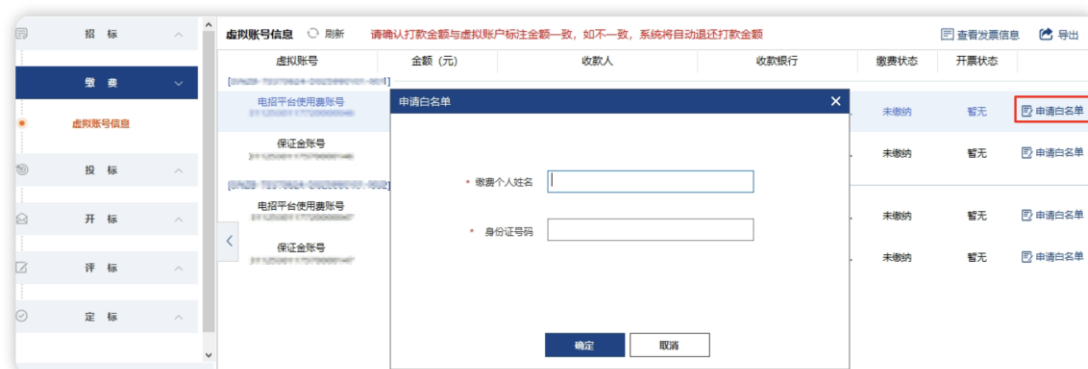 招 标
虚拟账号信息 刷新 请确认打款金额与虚拟账户标注金额一致，如不一致，系统将自动退还打款金额 查看发票信息 导出
虚拟账号 金额（元） 收款人 收款银行 缴费状态 开票状态
缴 费
电招平台使用费账号 未缴纳 暂无 申请白名单
虚拟账号信息
保证金账号 未缴纳 暂无 申请白名单
投 标
电招平台使用费账号 未缴纳 暂无 申请白名单
开 标
保证金账号 未缴纳 暂无 申请白名单
评 标
定 标
申请白名单
* 缴费个人姓名
* 身份证号码
确定 取消